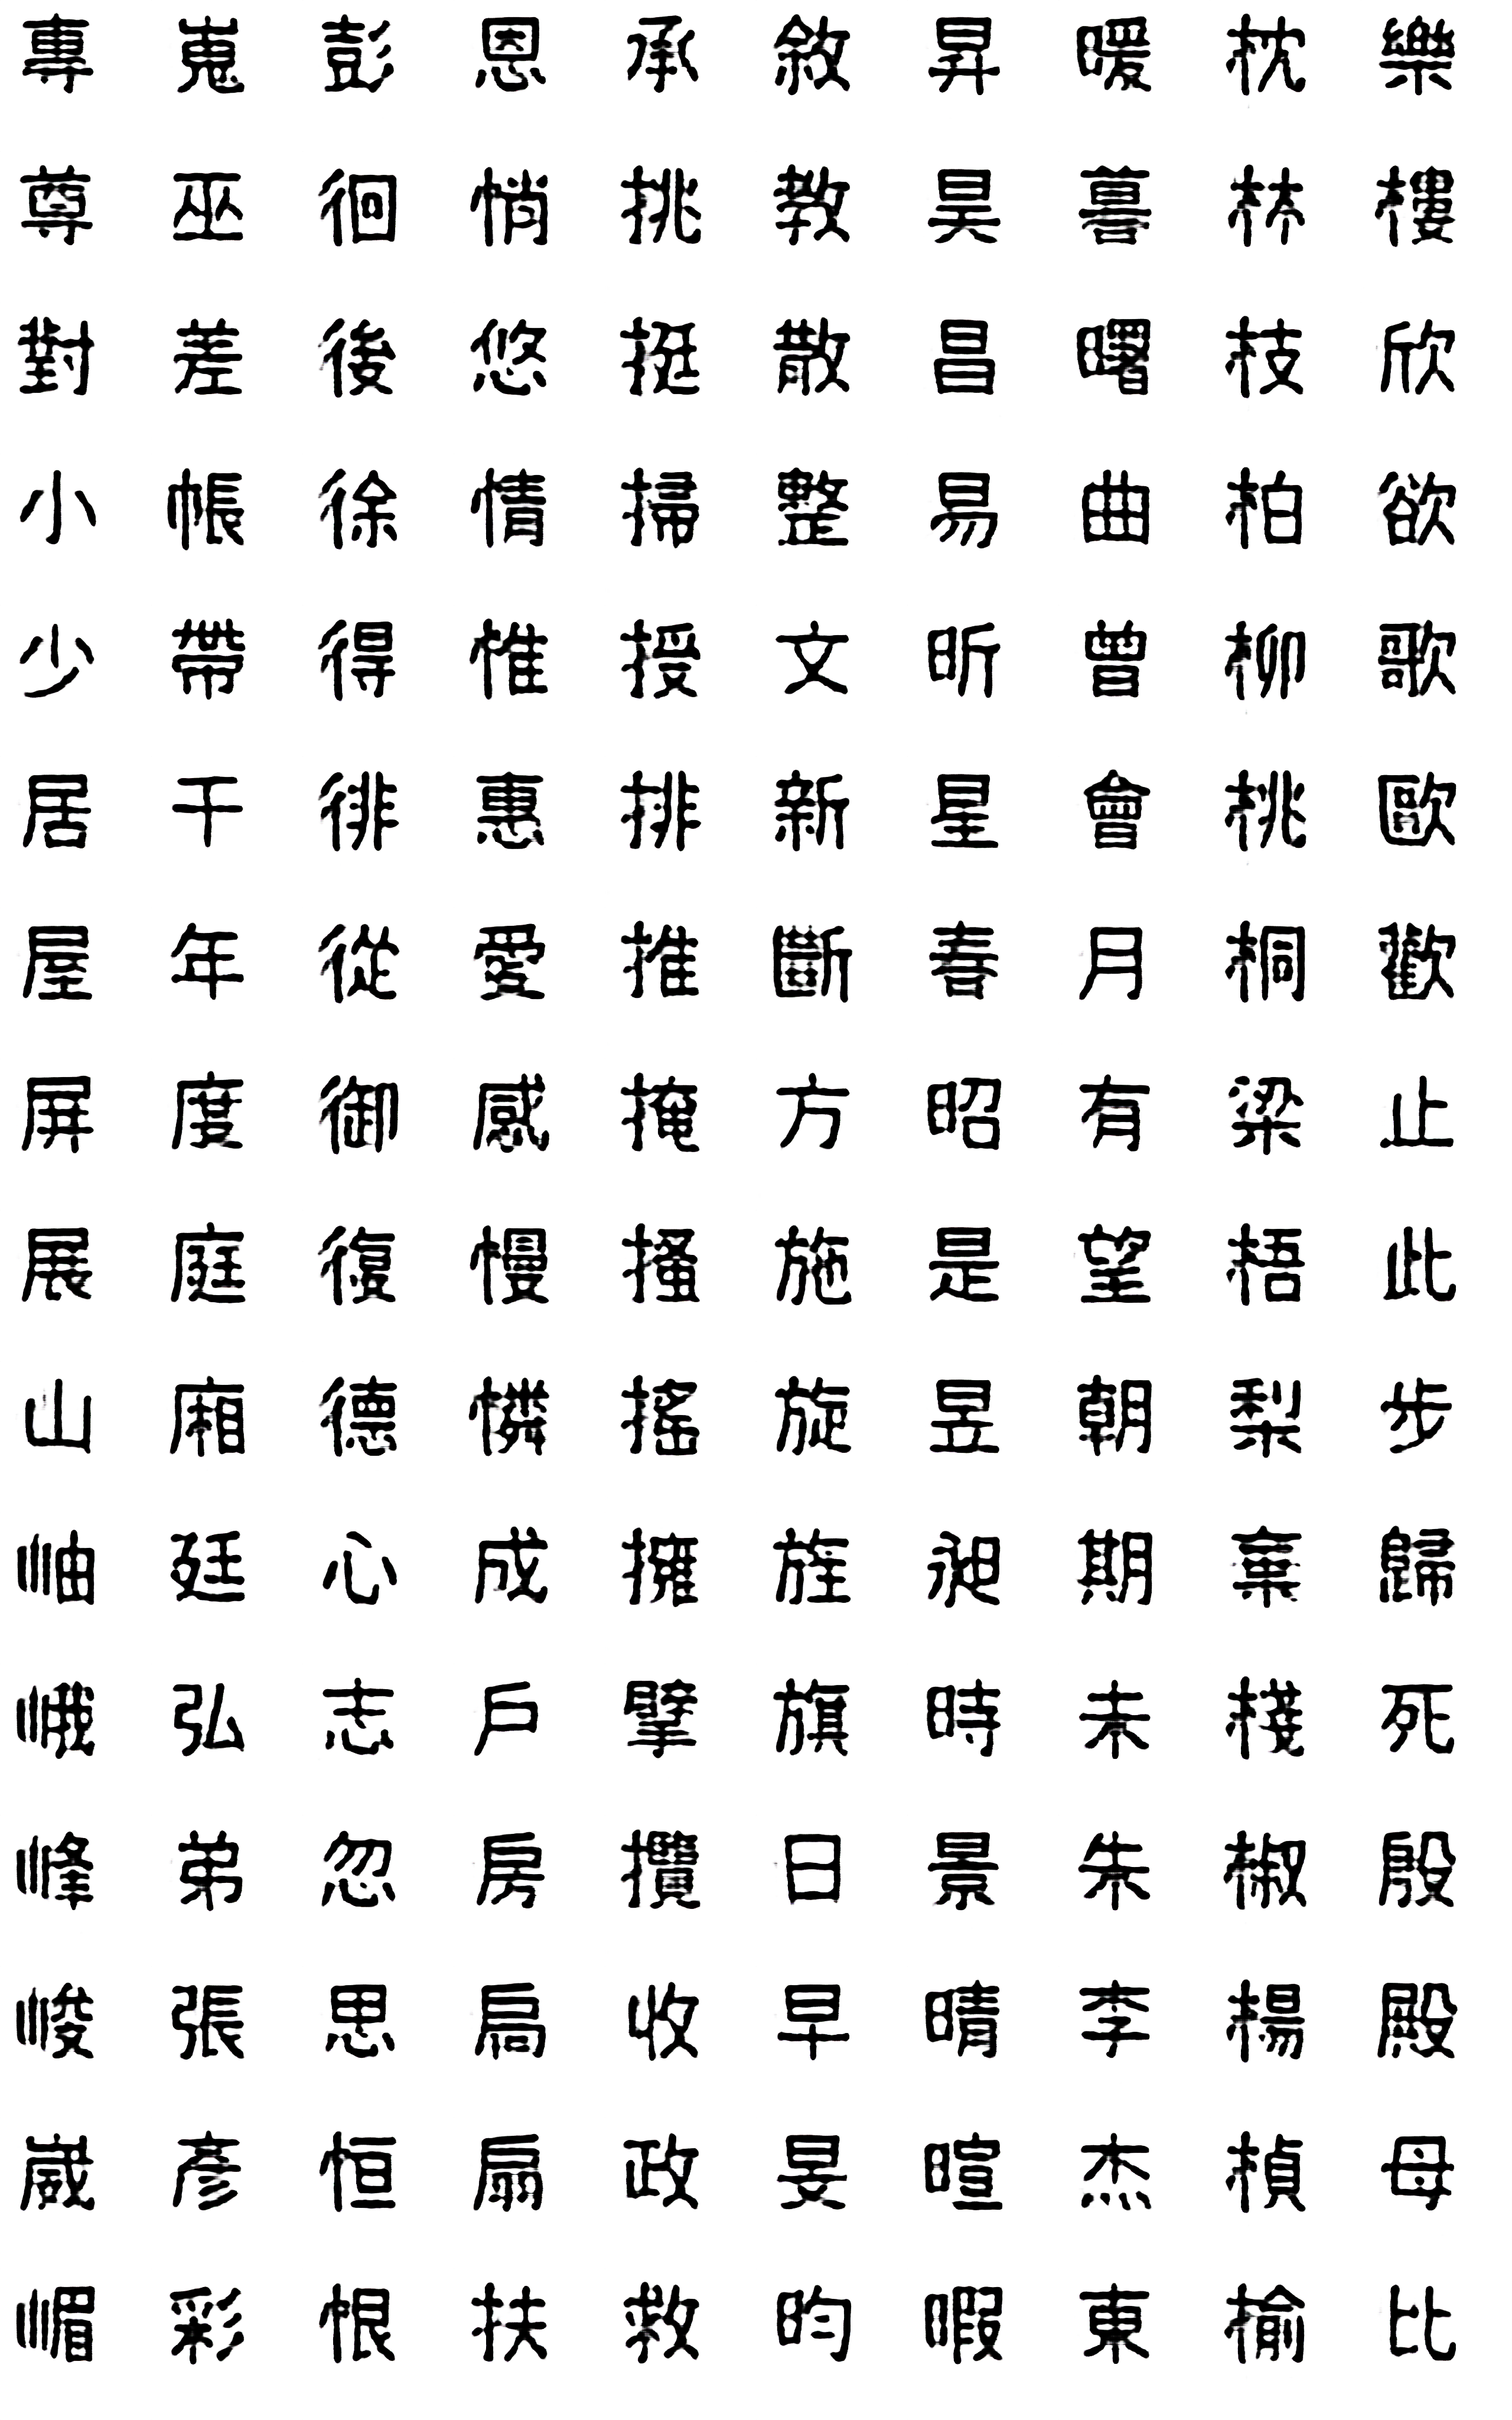 專尊對小少居屋屏展山岫峨峰峻崴嵋
嵬巫差帳帶干年度庭廂廷弘弟張彥彩
彭徊後徐得徘從御復德心志忽思恒恨
恩悄悠情惟惠愛感慢憐成戶房扃扇扶
承挑挺掃授排推掩搔搖擁擘攢收政救
敘教散整文新斷方施旋旌旗日早旻昀
昇昊昌易昕星春昭是昱昶時景晴暄暇
暖暮曙曲曾會月有望朝期未朱李杰東
枕林枝柏柳桃桐梁梧梨棄棧椒楊楨榆
樂樓欣欲歌歐歡止此步歸死殷殿母比